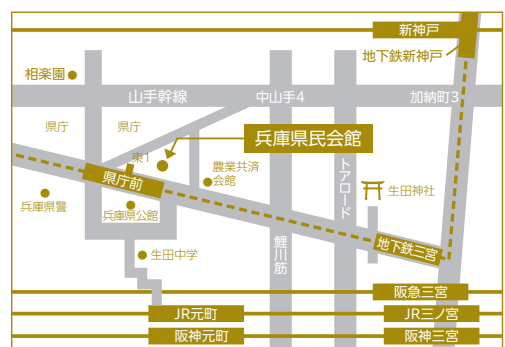 新神戸
地下鉄新神戸
相楽園
山手幹線
中山手4
加納町3
県庁
県庁
兵庫県民会館
東1
農業共済
会館
トアロード
生田神社
県庁前
兵庫県警
兵庫県公館
鯉川筋
地下鉄三宮
生田中学
阪急三宮
JR元町
JR三ノ宮
阪神元町
阪神三宮